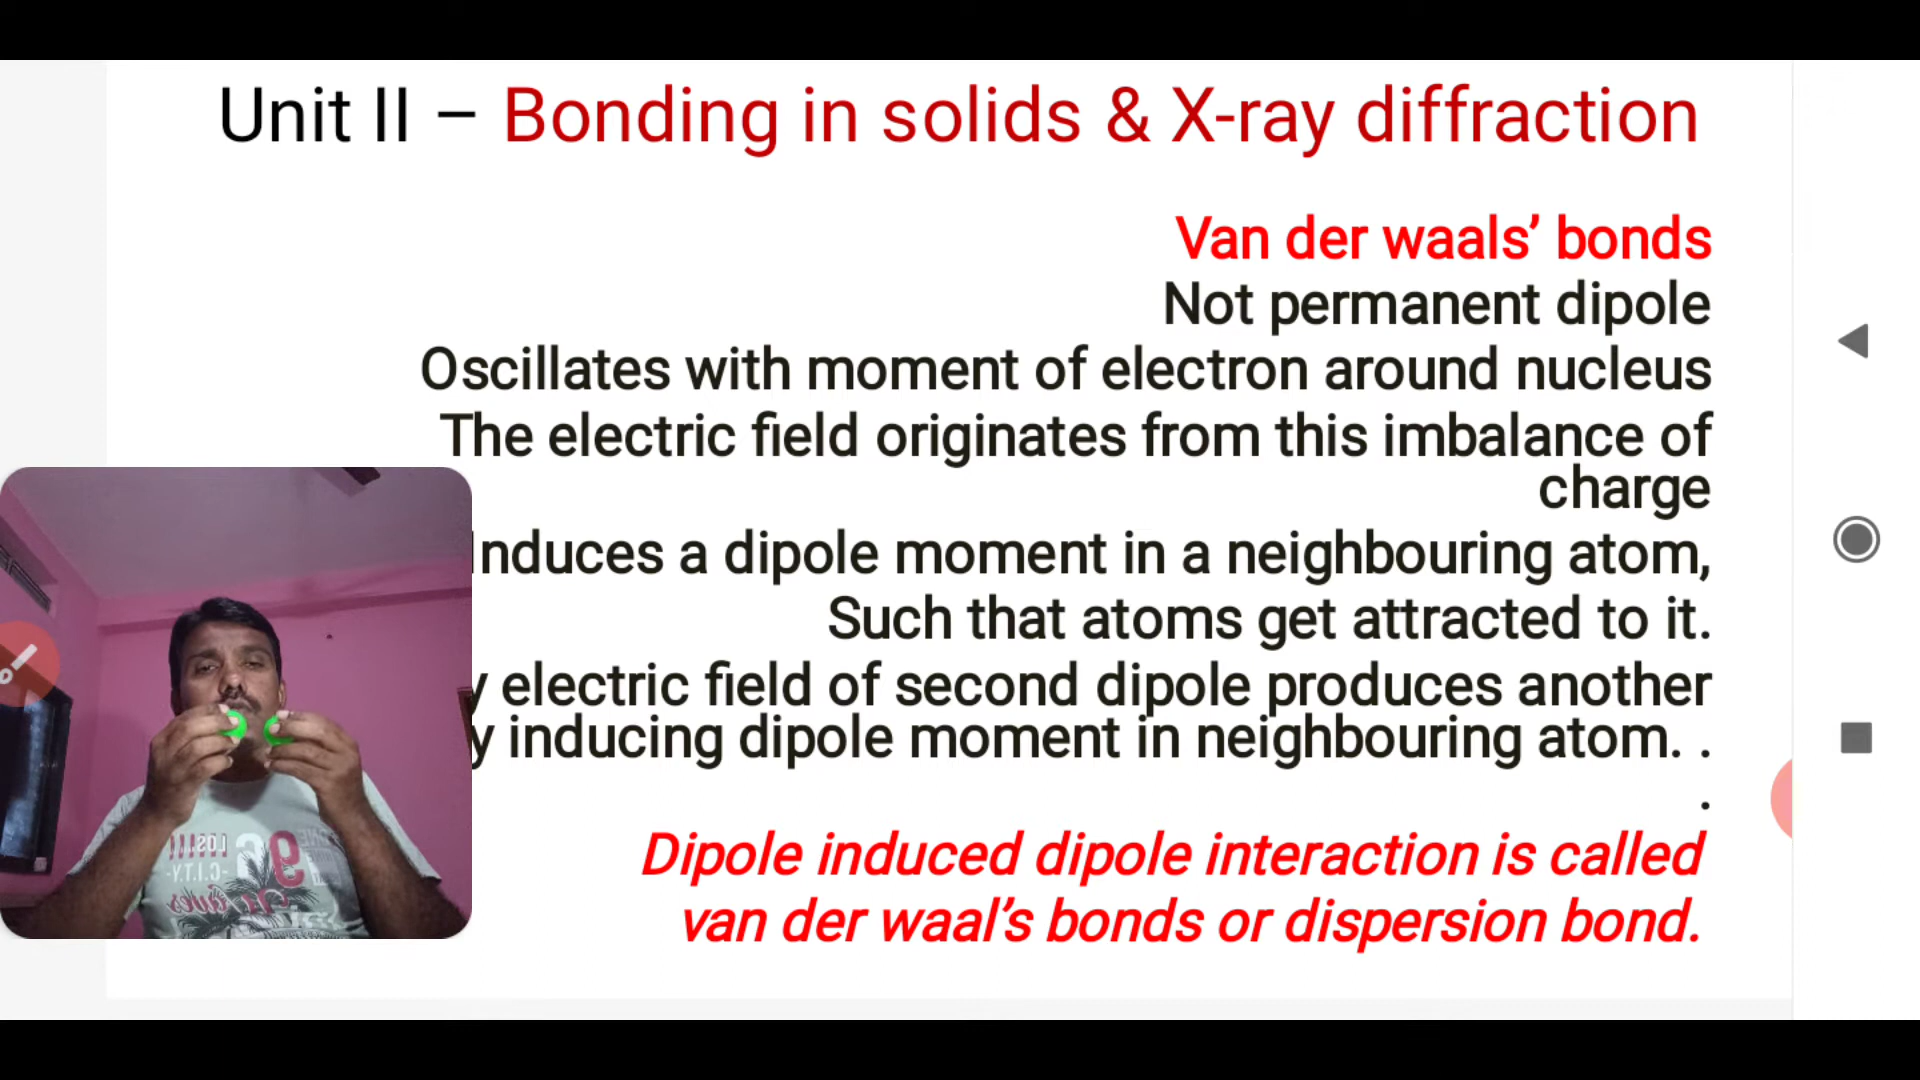 Unit II – Bonding in solids & X-ray diffraction
Van der waals’ bonds
Not permanent dipole
Oscillates with moment of electron around nucleus
The electric field originates from this imbalance of
charge
Induces a dipole moment in a neighbouring atom,
Such that atoms get attracted to it.
electric field of second dipole produces another
inducing dipole moment in neighbouring atom. . .
Dipole induced dipole interaction is called
van der waal’s bonds or dispersion bond.
LOS
C.I.T.Y.
96